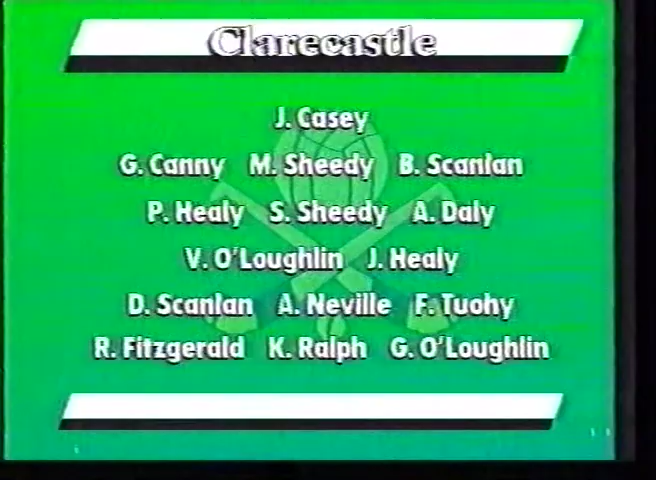 Clarecastle
J. Casey
G. Canny M. Sheedy B. Scanlan
P. Healy S. Sheedy A. Daly
V. O'Loughlin J. Healy
D. Scanlan A. Neville F. Tuohy
R. Fitzgerald K. Ralph G. O'Loughlin